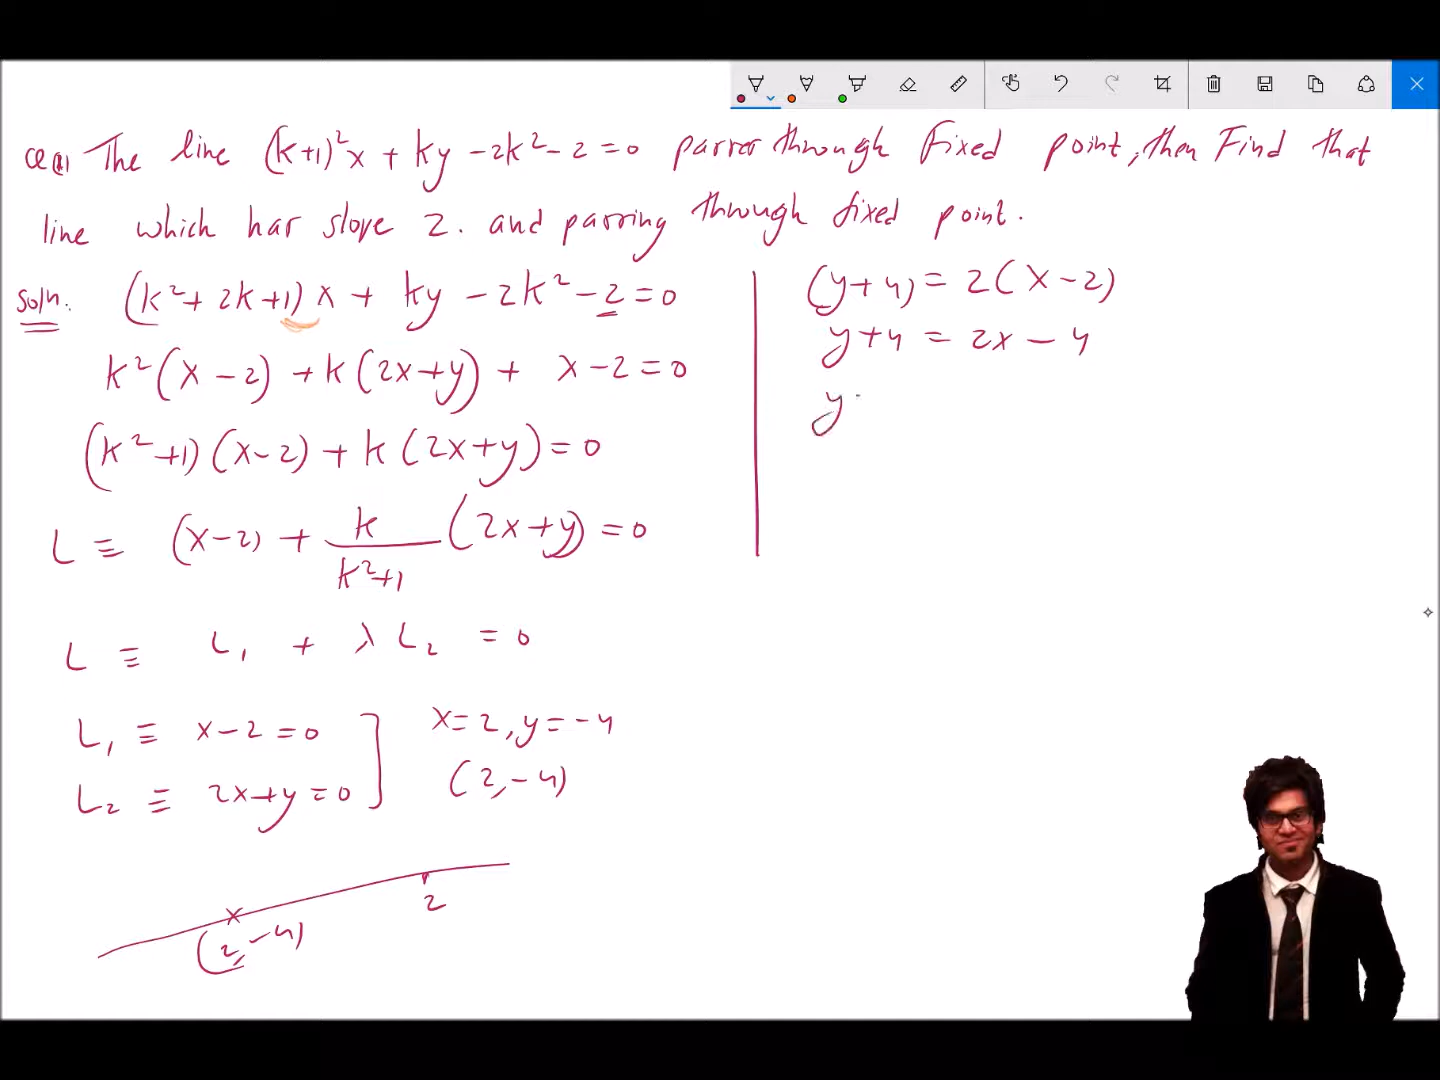 Q(1) The line (k+1)²x + ky - 2k² - 2 = 0 passes through fixed point, then Find that
line which has slope 2. and passing through fixed point.
Soln. (k² + 2k + 1) x + ky - 2k² - 2 = 0
k² (x - 2) + k (2x + y) + x - 2 = 0
(k² + 1) (x - 2) + k (2x + y) = 0
L ≡ (x - 2) + k/(k²+1) (2x + y) = 0
L ≡ L₁ + λ L₂ = 0
L₁ ≡ x - 2 = 0
L₂ ≡ 2x + y = 0
x = 2, y = -4
(2, -4)
2
(2, -4)
(y + 4) = 2 (x - 2)
y + 4 = 2x - 4
y